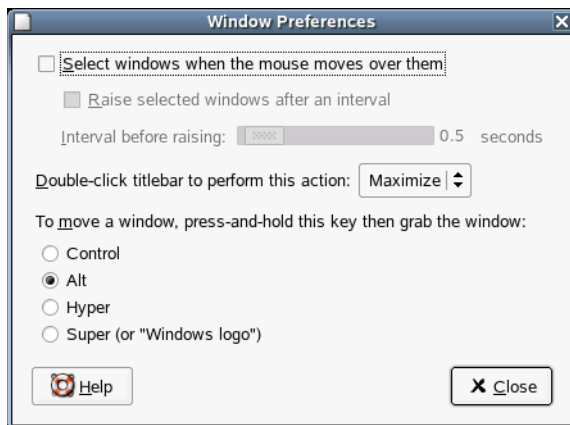 Window Preferences
Select windows when the mouse moves over them
Raise selected windows after an interval
Interval before raising: 0.5 seconds
Double-click titlebar to perform this action: Maximize
To move a window, press-and-hold this key then grab the window:
Control
Alt
Hyper
Super (or "Windows logo")
Help Close